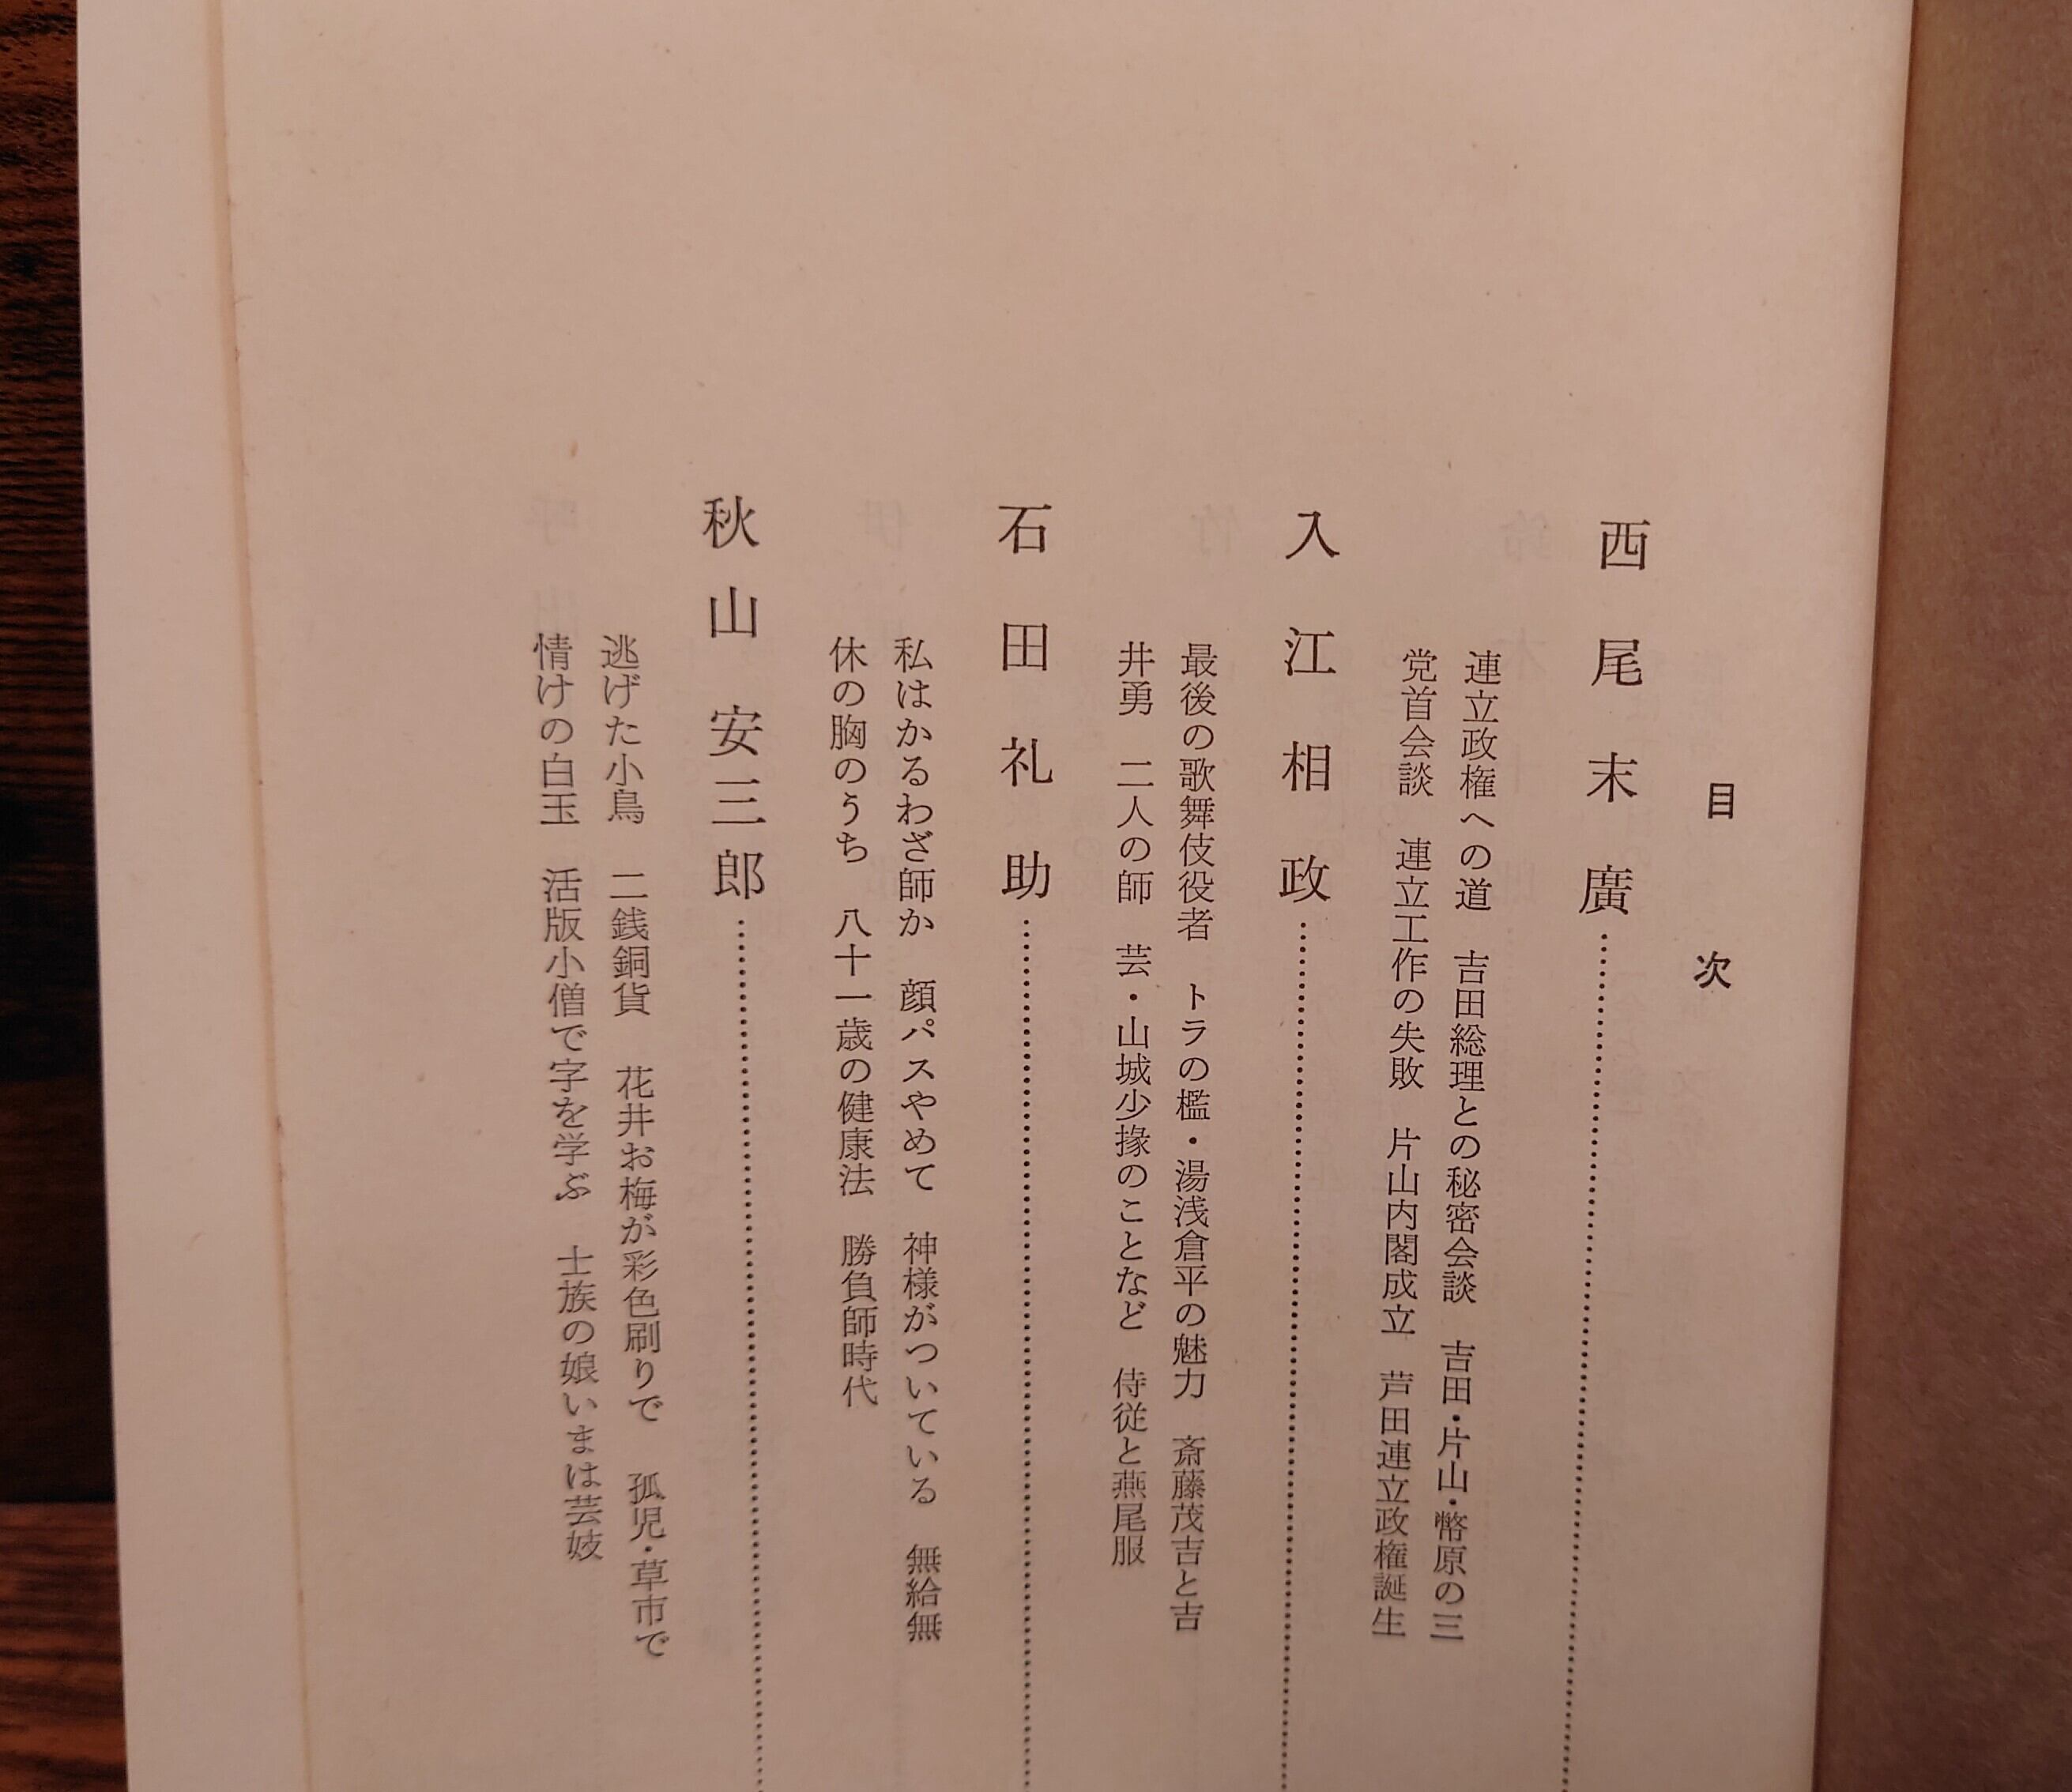 目次
西尾末廣
連立政権への道　吉田総理との秘密会談　吉田・片山・幣原の三
党首会談　連立工作の失敗　片山内閣成立　芦田連立政権誕生
入江相政
最後の歌舞伎役者　トラの檻・湯浅倉平の魅力　斎藤茂吉と吉
井勇　二人の師　芸・山城少掾のことなど　侍従と燕尾服
石田礼助
私はかるわざ師か　顔パスやめて　神様がついている　無給無
休の胸のうち　八十一歳の健康法　勝負師時代
秋山安三郎
逃げた小鳥　二銭銅貨　花井お梅が彩色刷りで　孤児・草市で
情けの白玉　活版小僧で字を学ぶ　士族の娘いまは芸妓